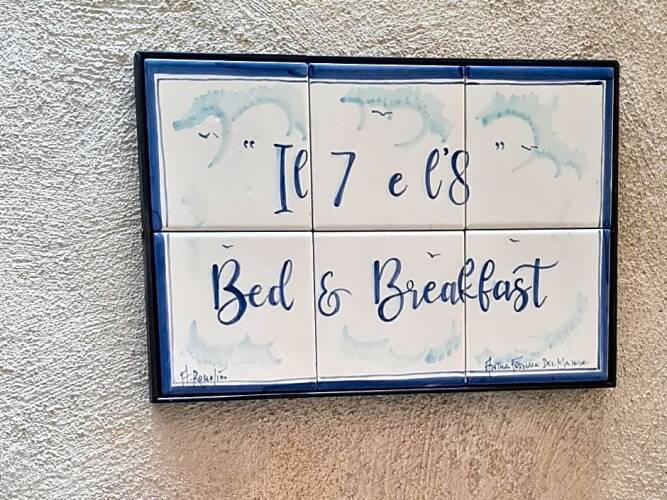 " Il 7 e l'8 "
Bed & Breakfast